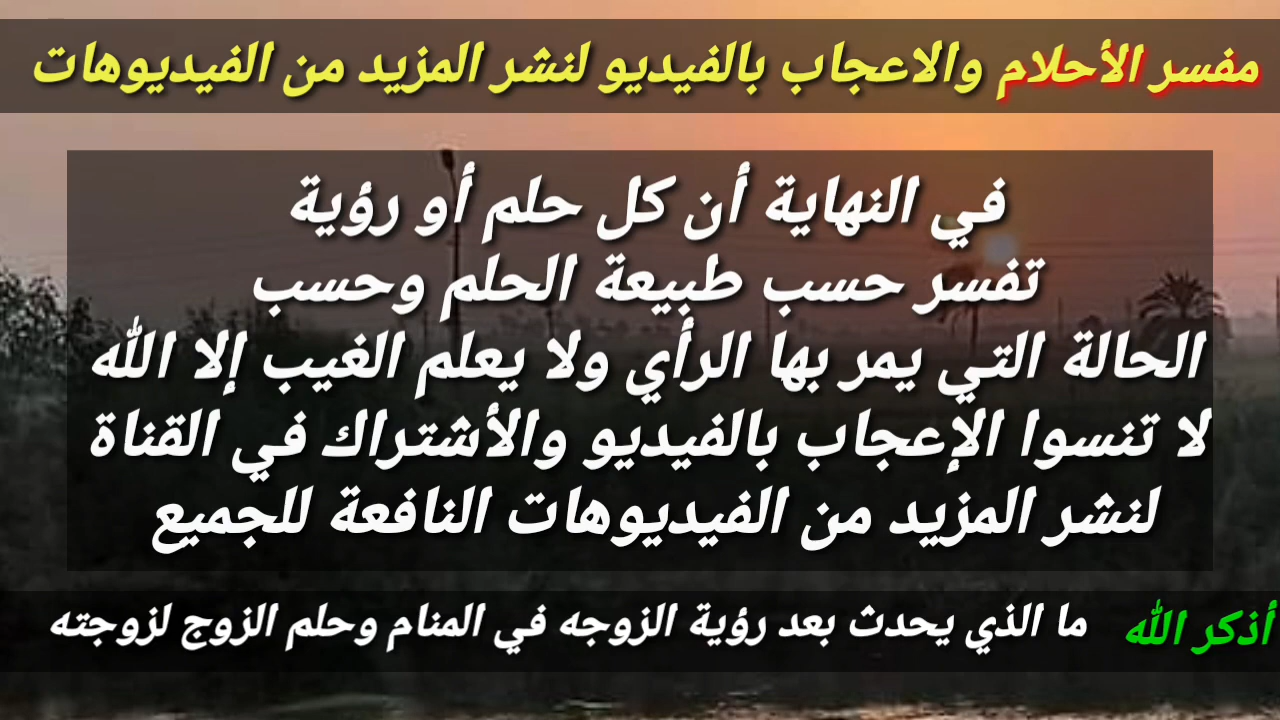 مفسر الأحلام والاعجاب بالفيديو لنشر المزيد من الفيديوهات
في النهاية أن كل حلم أو رؤية
تفسر حسب طبيعة الحلم وحسب
الحالة التي يمر بها الرأي ولا يعلم الغيب إلا الله
لا تنسوا الإعجاب بالفيديو والأشتراك في القناة
لنشر المزيد من الفيديوهات النافعة للجميع
أذكر الله ما الذي يحدث بعد رؤية الزوجه في المنام وحلم الزوج لزوجته